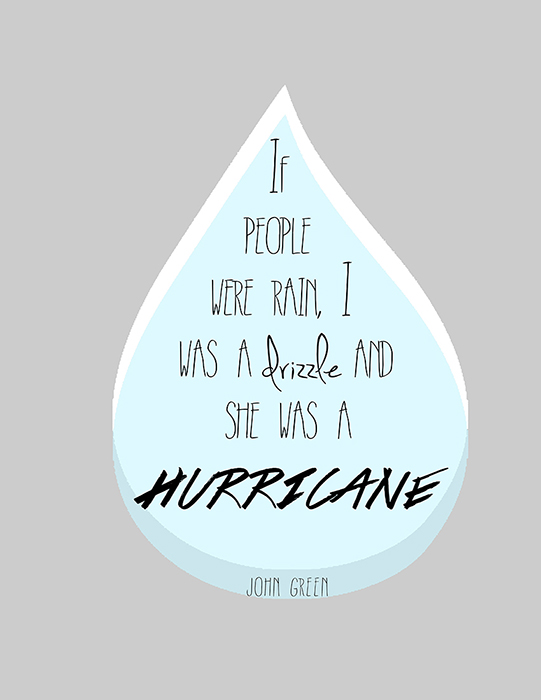 If
PEOPLE
WERE RAIN, I
WAS A drizzle AND
SHE WAS A
HURRICANE
JOHN GREEN